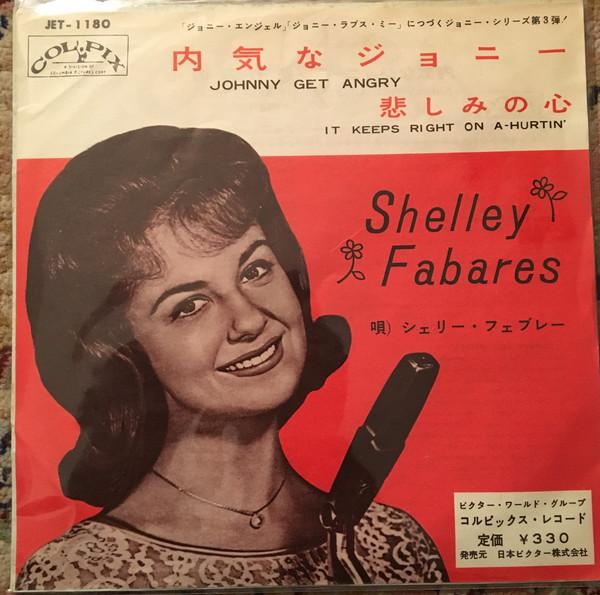 JET-1180
「ジョニー・エンジェル」「ジョニー・ラブス・ミー」につづくジョニー・シリーズ第3弾!
COLPIX
A DIVISION OF
COLUMBIA PICTURES CORP.
内気なジョニー
JOHNNY GET ANGRY
悲しみの心
IT KEEPS RIGHT ON A-HURTIN'
Shelley
Fabares
唄) シェリー・フェブレー
ビクター・ワールド・グループ
コルピックス・レコード
定価 ¥330
発売元 日本ビクター株式会社